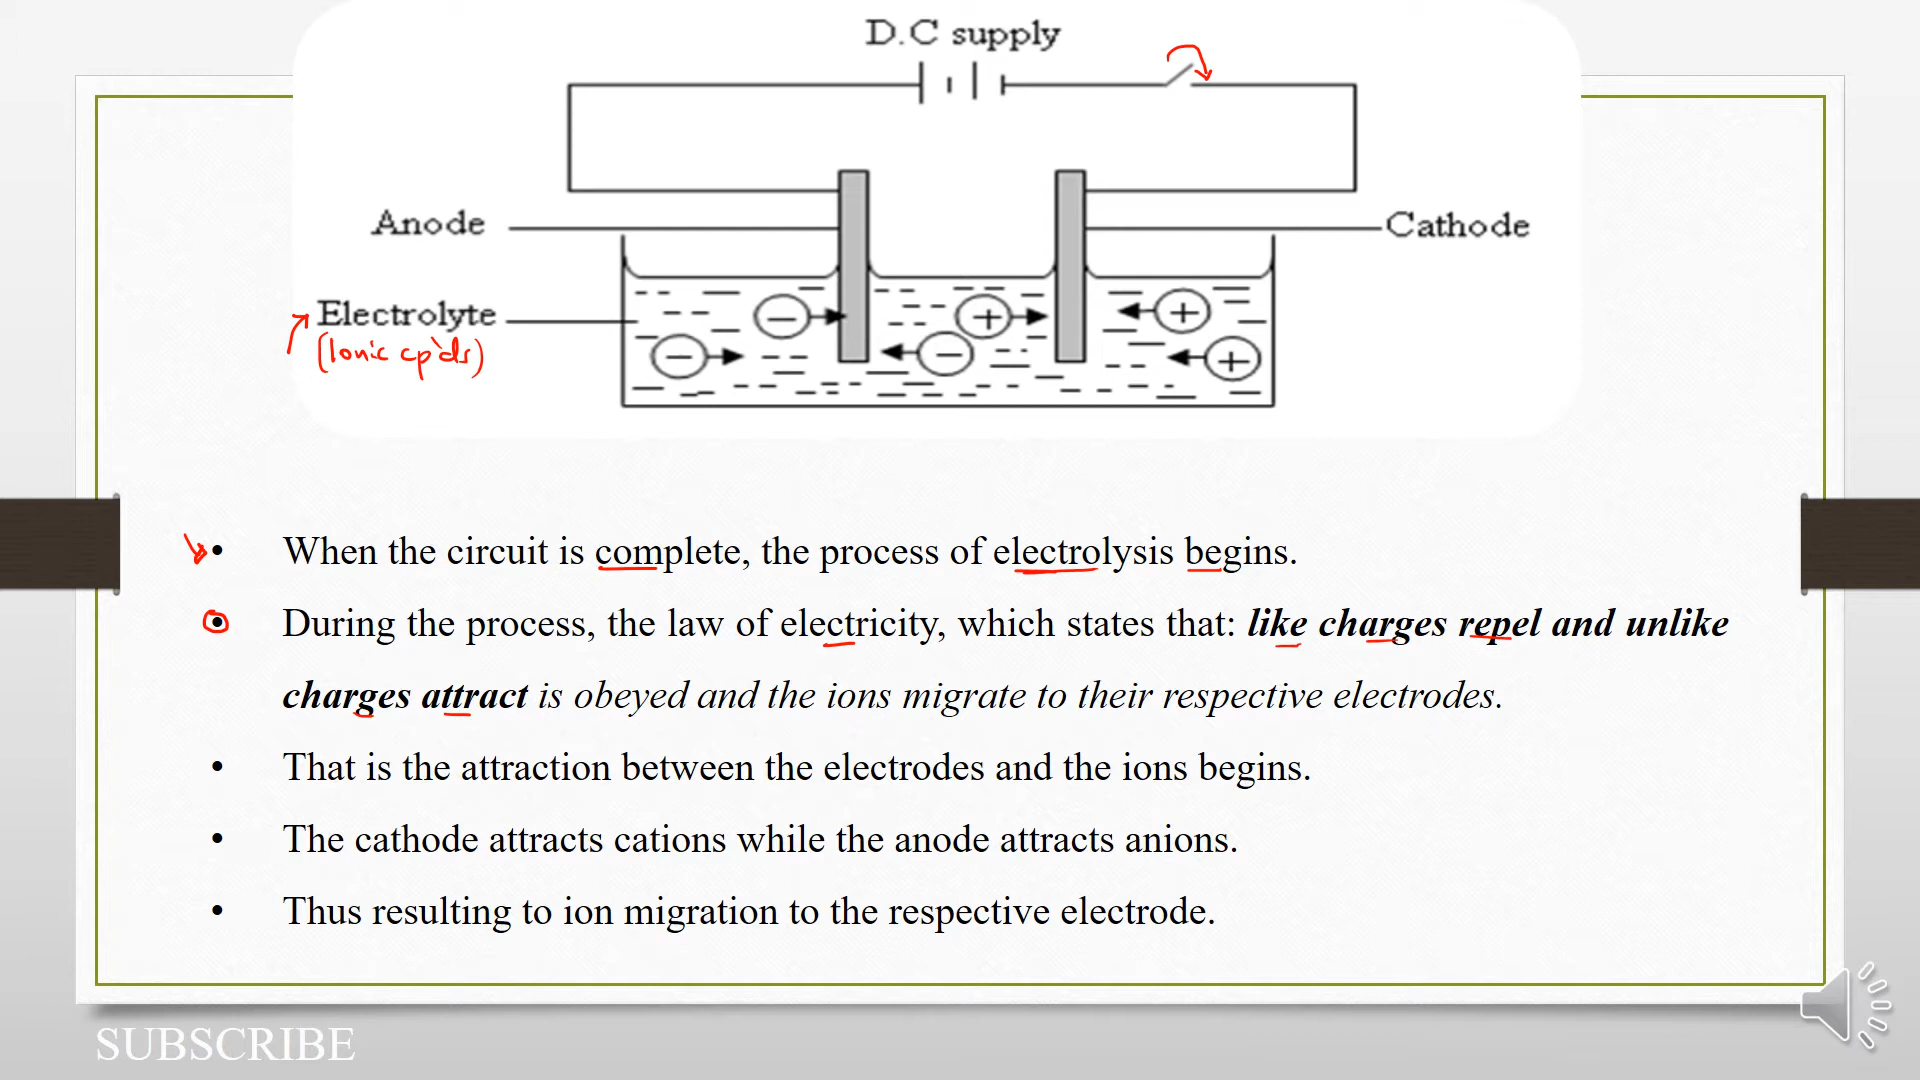 D.C supply
Anode
Cathode
Electrolyte
(Ionic cp'ds)
• When the circuit is complete, the process of electrolysis begins.
• During the process, the law of electricity, which states that: like charges repel and unlike
charges attract is obeyed and the ions migrate to their respective electrodes.
• That is the attraction between the electrodes and the ions begins.
• The cathode attracts cations while the anode attracts anions.
• Thus resulting to ion migration to the respective electrode.
SUBSCRIBE